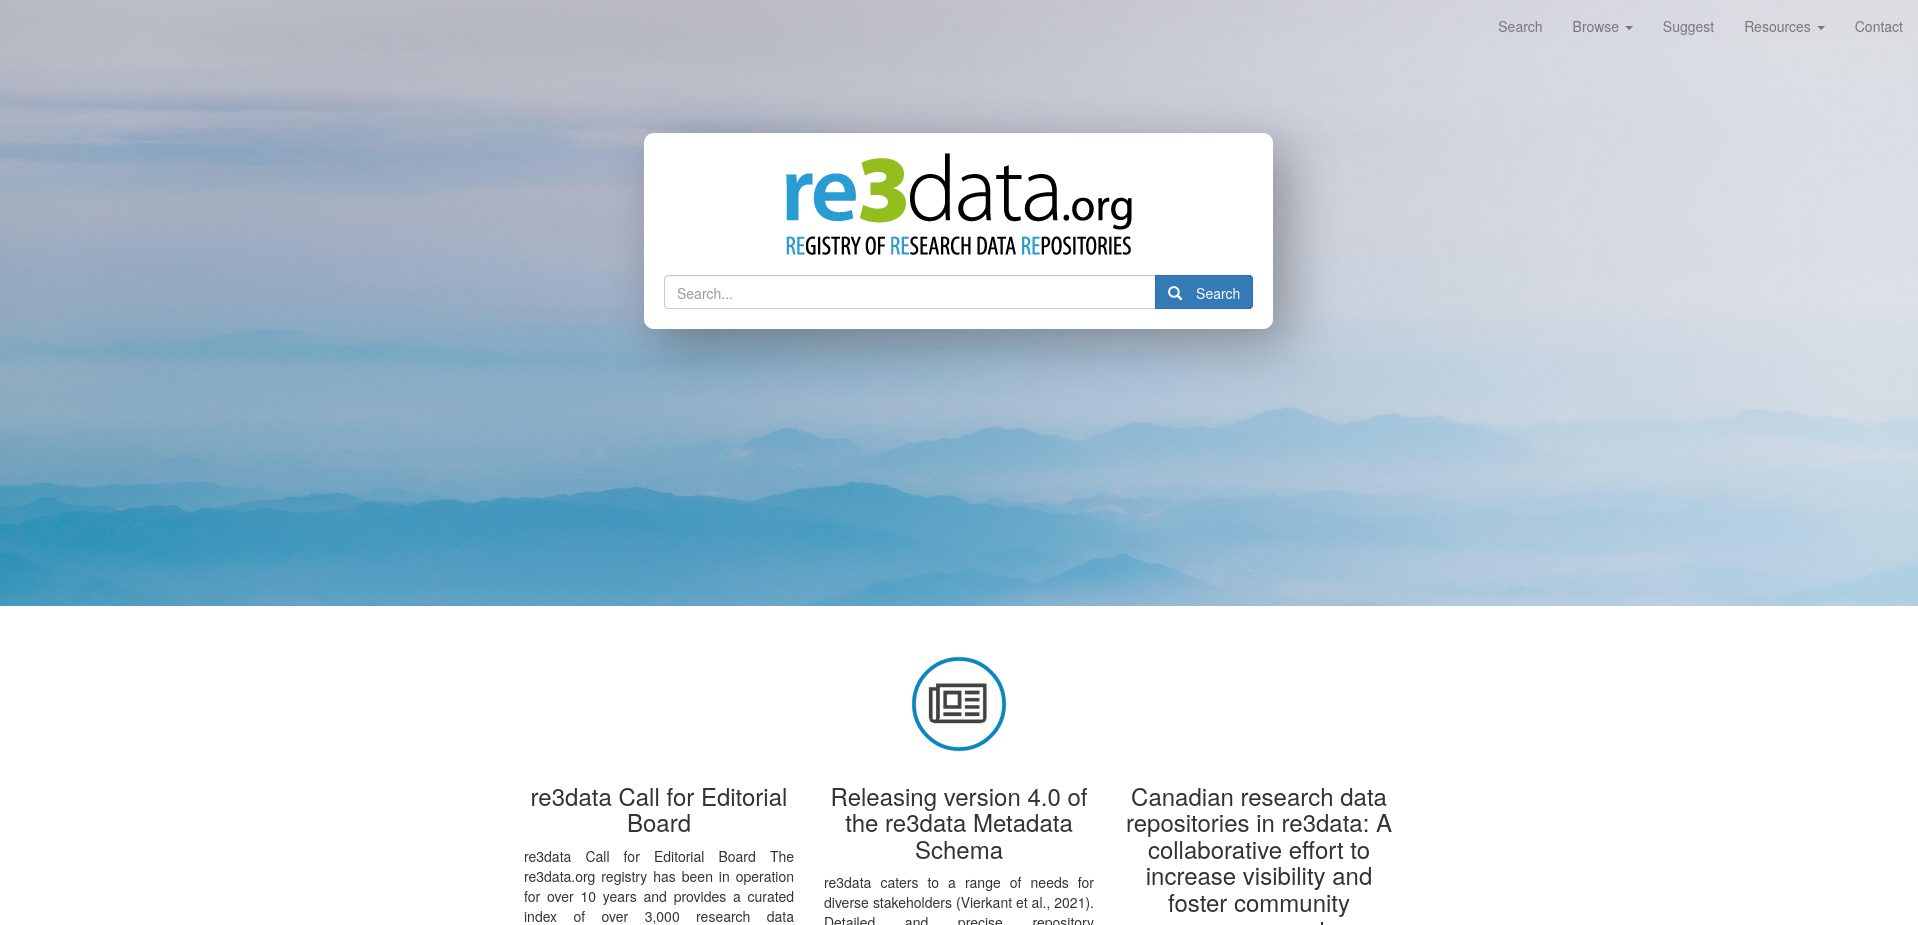 Search Browse Suggest Resources Contact
re3data.org
REGISTRY OF RESEARCH DATA REPOSITORIES
Search...
Search
re3data Call for Editorial
Board
re3data Call for Editorial Board The
re3data.org registry has been in operation
for over 10 years and provides a curated
index of over 3,000 research data
Releasing version 4.0 of
the re3data Metadata
Schema
re3data caters to a range of needs for
diverse stakeholders (Vierkant et al., 2021).
Detailed and precise repository
Canadian research data
repositories in re3data: A
collaborative effort to
increase visibility and
foster community